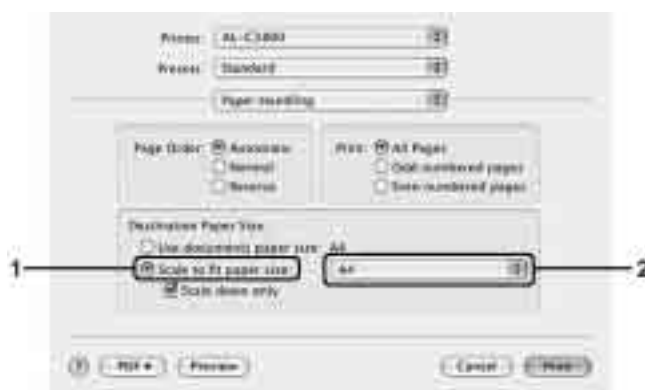 Printer: AL-C3800
Presets: Standard
Paper Handling
Page Order: Automatic
Normal
Reverse
Print: All Pages
Odd numbered pages
Even numbered pages
Destination Paper Size
Use documents paper size: A4
1 Scale to fit paper size: A4 2
Scale down only
? PDF Preview Cancel Print